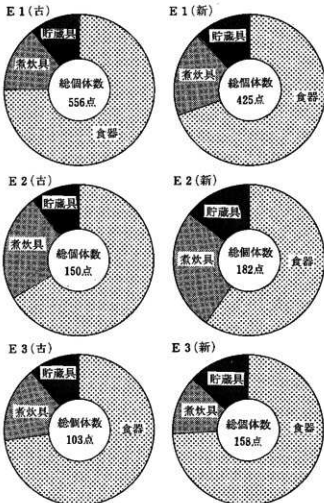 E1(古)
貯蔵具
煮炊具
総個体数
556点
食器
E1(新)
貯蔵具
煮炊具
総個体数
425点
食器
E2(古)
貯蔵具
煮炊具
総個体数
150点
E2(新)
貯蔵具
煮炊具
総個体数
182点
食器
E3(古)
貯蔵具
煮炊具
総個体数
103点
食器
E3(新)
貯蔵具
煮炊具
総個体数
158点
食器